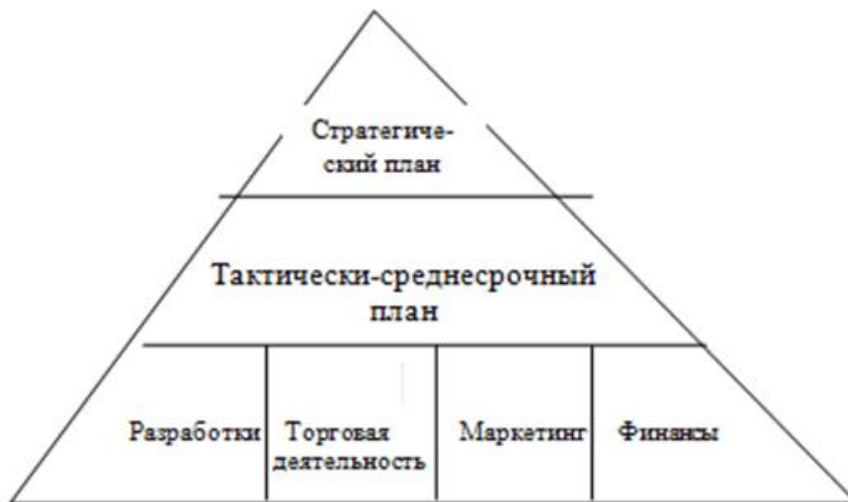 Стратегиче-
ский план
Тактически-среднесрочный
план
Разработки
Торговая
деятельность
Маркетинг
Финансы